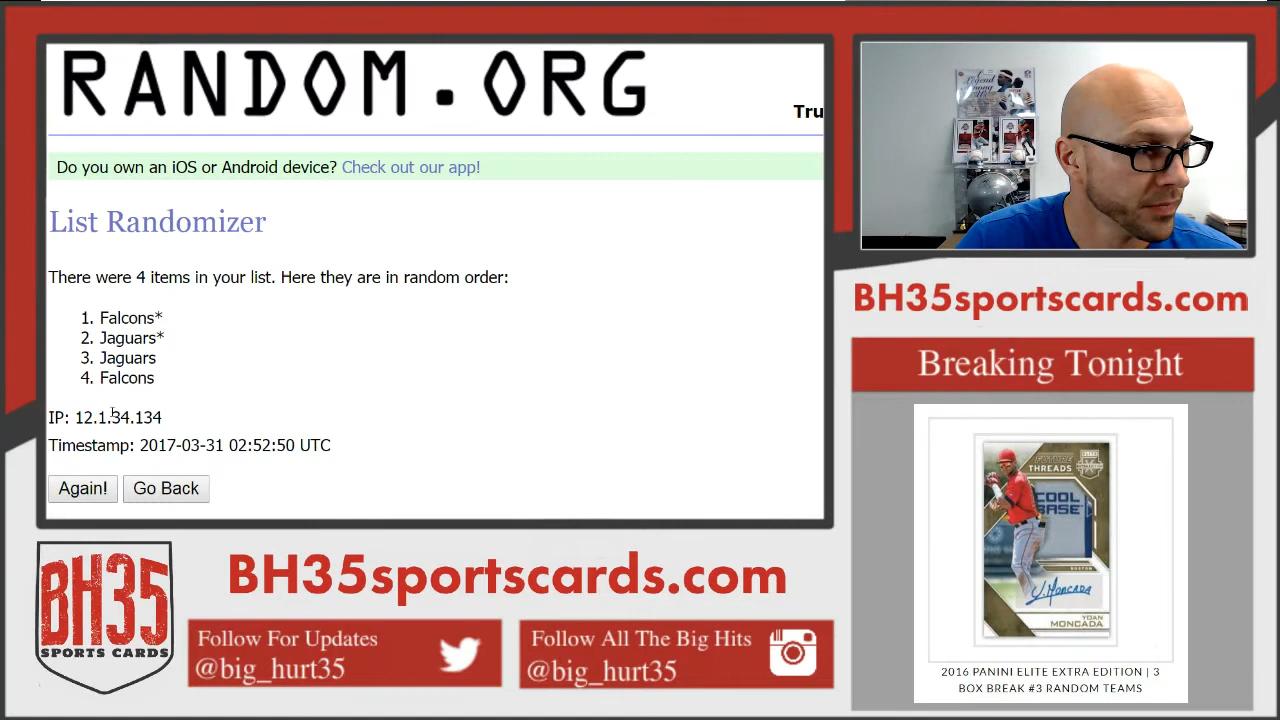 RANDOM.ORG
Tru
Do you own an iOS or Android device? Check out our app!
List Randomizer
There were 4 items in your list. Here they are in random order:
1. Falcons*
2. Jaguars*
3. Jaguars
4. Falcons
IP: 12.1.34.134
Timestamp: 2017-03-31 02:52:50 UTC
Again! Go Back
BH35sportscards.com
Breaking Tonight
FUTURE
THREADS
COOL
BASE
BOSTON
Y. Moncada
YOAN
MONCADA
2016 PANINI ELITE EXTRA EDITION | 3
BOX BREAK #3 RANDOM TEAMS
BH35
SPORTS CARDS
BH35sportscards.com
Follow For Updates
@big_hurt35
Follow All The Big Hits
@big_hurt35